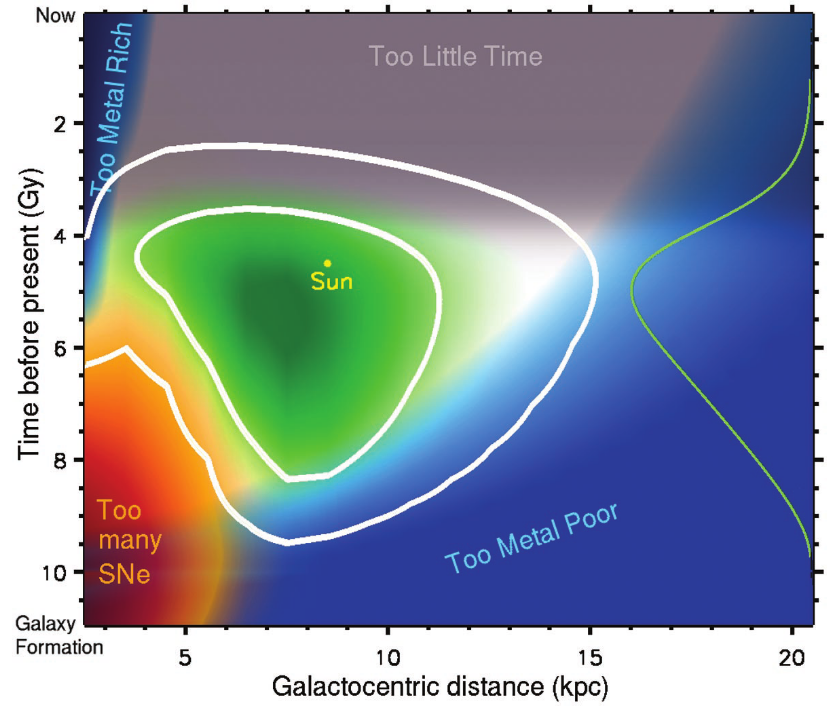 Now
Too Metal Rich
Too Little Time
2
4
Sun
6
8
Time before present (Gy)
Too
many
SNe
Too Metal Poor
10
Galaxy
Formation
5
10
15
20
Galactocentric distance (kpc)